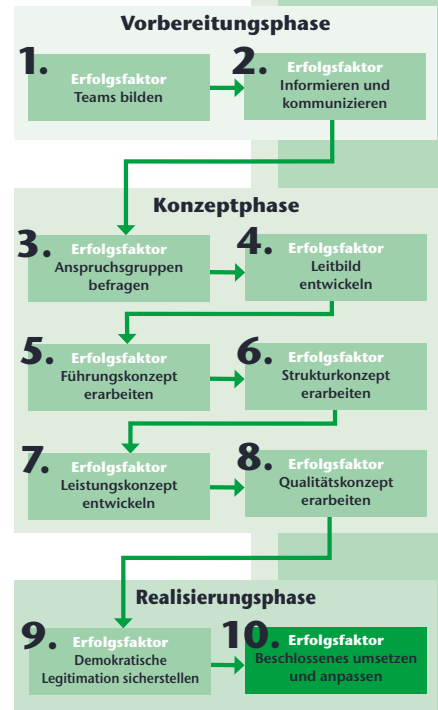 Vorbereitungsphase
1.
Erfolgsfaktor
Teams bilden
2.
Erfolgsfaktor
Informieren und
kommunizieren
Konzeptphase
3.
Erfolgsfaktor
Anspruchsgruppen
befragen
4.
Erfolgsfaktor
Leitbild
entwickeln
5.
Erfolgsfaktor
Führungskonzept
erarbeiten
6.
Erfolgsfaktor
Strukturkonzept
erarbeiten
7.
Erfolgsfaktor
Leistungskonzept
entwickeln
8.
Erfolgsfaktor
Qualitätskonzept
erarbeiten
Realisierungsphase
9.
Erfolgsfaktor
Demokratische
Legitimation sicherstellen
10.
Erfolgsfaktor
Beschlossenes umsetzen
und anpassen